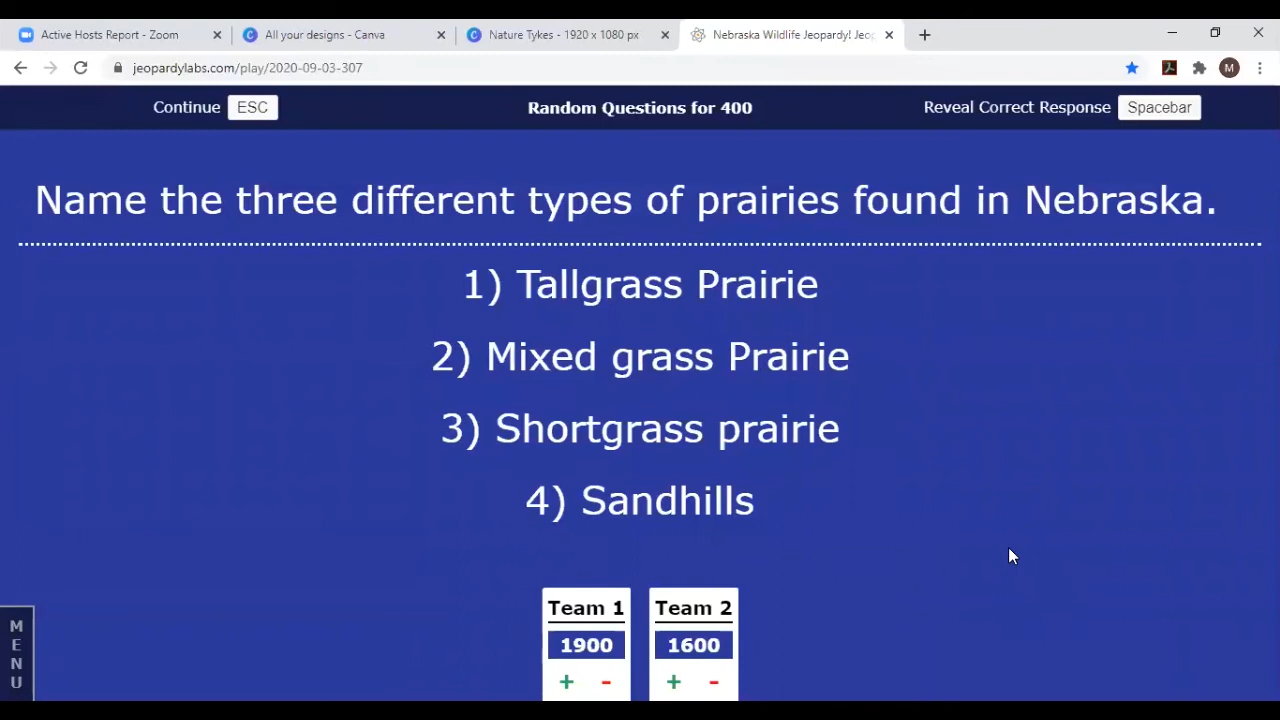 Active Hosts Report - Zoom
All your designs - Canva
Nature Tykes - 1920 x 1080 px
Nebraska Wildlife Jeopardy! Jeop
jeopardylabs.com/play/2020-09-03-307
M
Continue ESC
Random Questions for 400
Reveal Correct Response Spacebar
Name the three different types of prairies found in Nebraska.
1) Tallgrass Prairie
2) Mixed grass Prairie
3) Shortgrass prairie
4) Sandhills
MENU
Team 1
1900
+ -
Team 2
1600
+ -